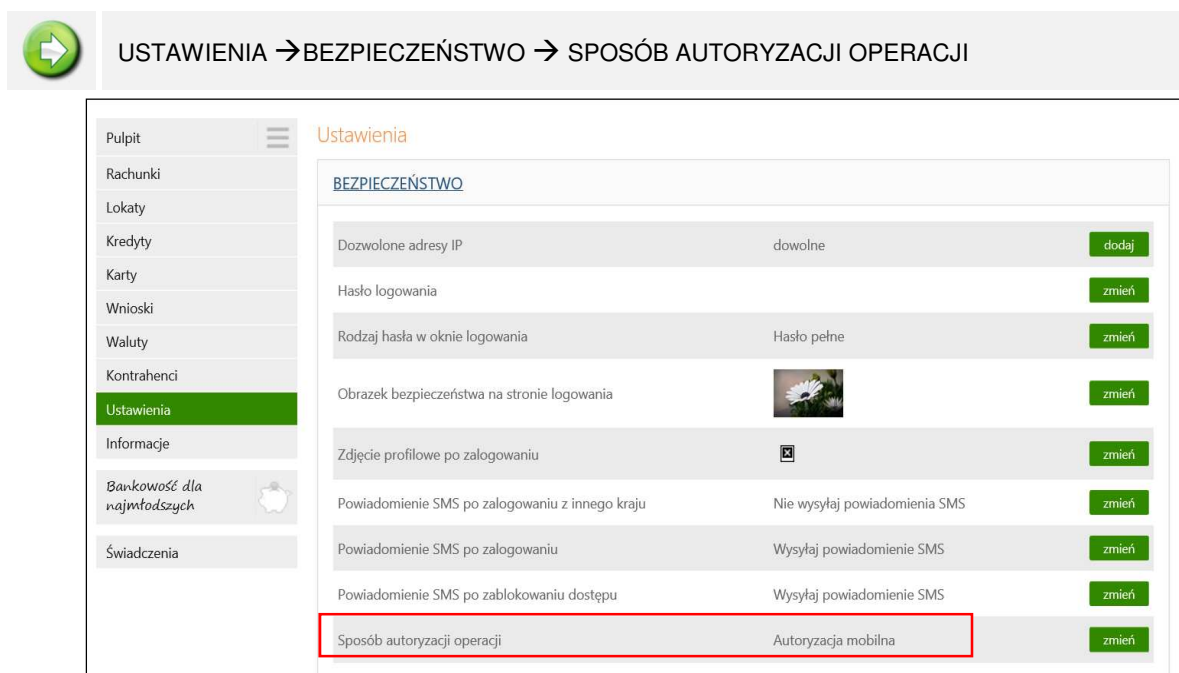 USTAWIENIA → BEZPIECZEŃSTWO → SPOSÓB AUTORYZACJI OPERACJI
Pulpit
Rachunki
Lokaty
Kredyty
Karty
Wnioski
Waluty
Kontrahenci
Ustawienia
Informacje
Bankowość dla
najmłodszych
Świadczenia
Ustawienia
BEZPIECZEŃSTWO
Dozwolone adresy IP dowolne dodaj
Hasło logowania zmień
Rodzaj hasła w oknie logowania Hasło pełne zmień
Obrazek bezpieczeństwa na stronie logowania zmień
Zdjęcie profilowe po zalogowaniu zmień
Powiadomienie SMS po zalogowaniu z innego kraju Nie wysyłaj powiadomienia SMS zmień
Powiadomienie SMS po zalogowaniu Wysyłaj powiadomienie SMS zmień
Powiadomienie SMS po zablokowaniu dostępu Wysyłaj powiadomienie SMS zmień
Sposób autoryzacji operacji Autoryzacja mobilna zmień